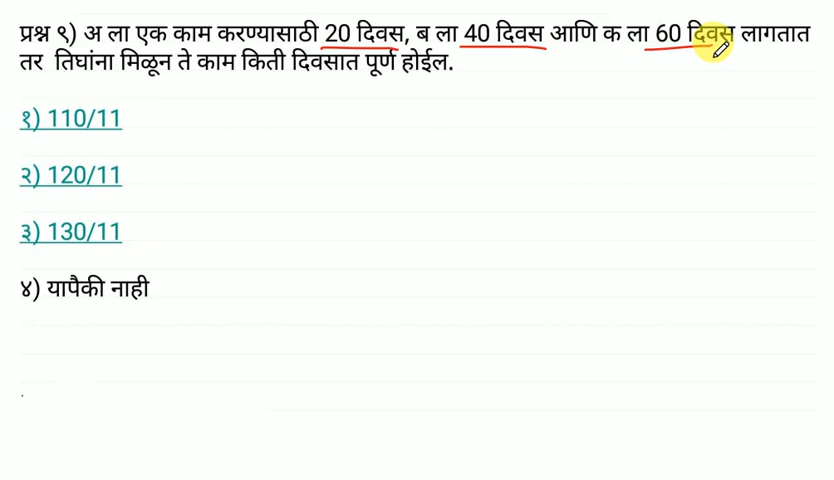 प्रश्न ९) अ ला एक काम करण्यासाठी 20 दिवस, ब ला 40 दिवस आणि क ला 60 दिवस लागतात
तर तिघांना मिळून ते काम किती दिवसात पूर्ण होईल.
१) 110/11
२) 120/11
३) 130/11
४) यापैकी नाही